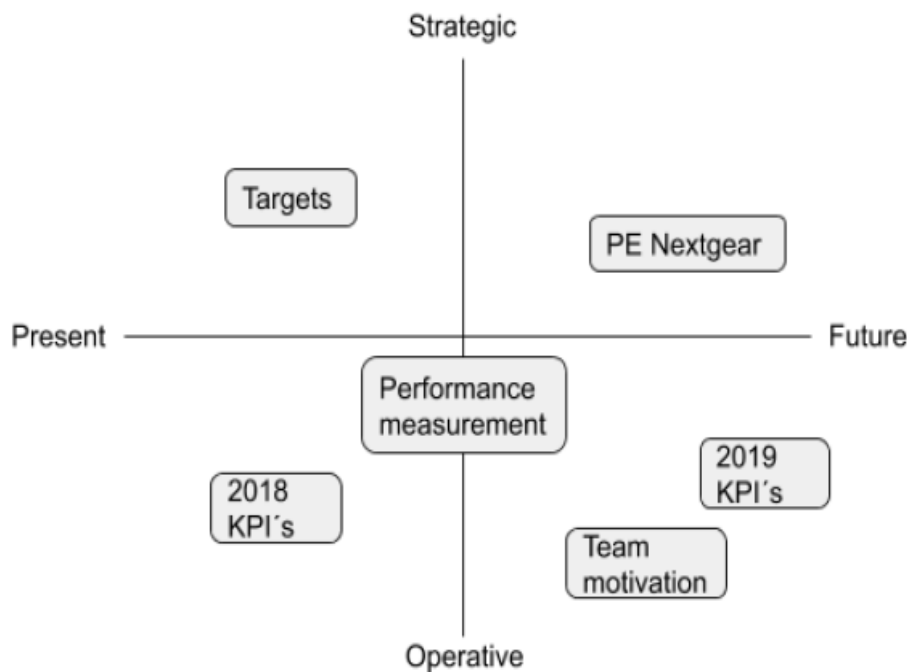 Strategic
Targets
PE Nextgear
Present
Future
Performance
measurement
2019
KPI´s
2018
KPI´s
Team
motivation
Operative